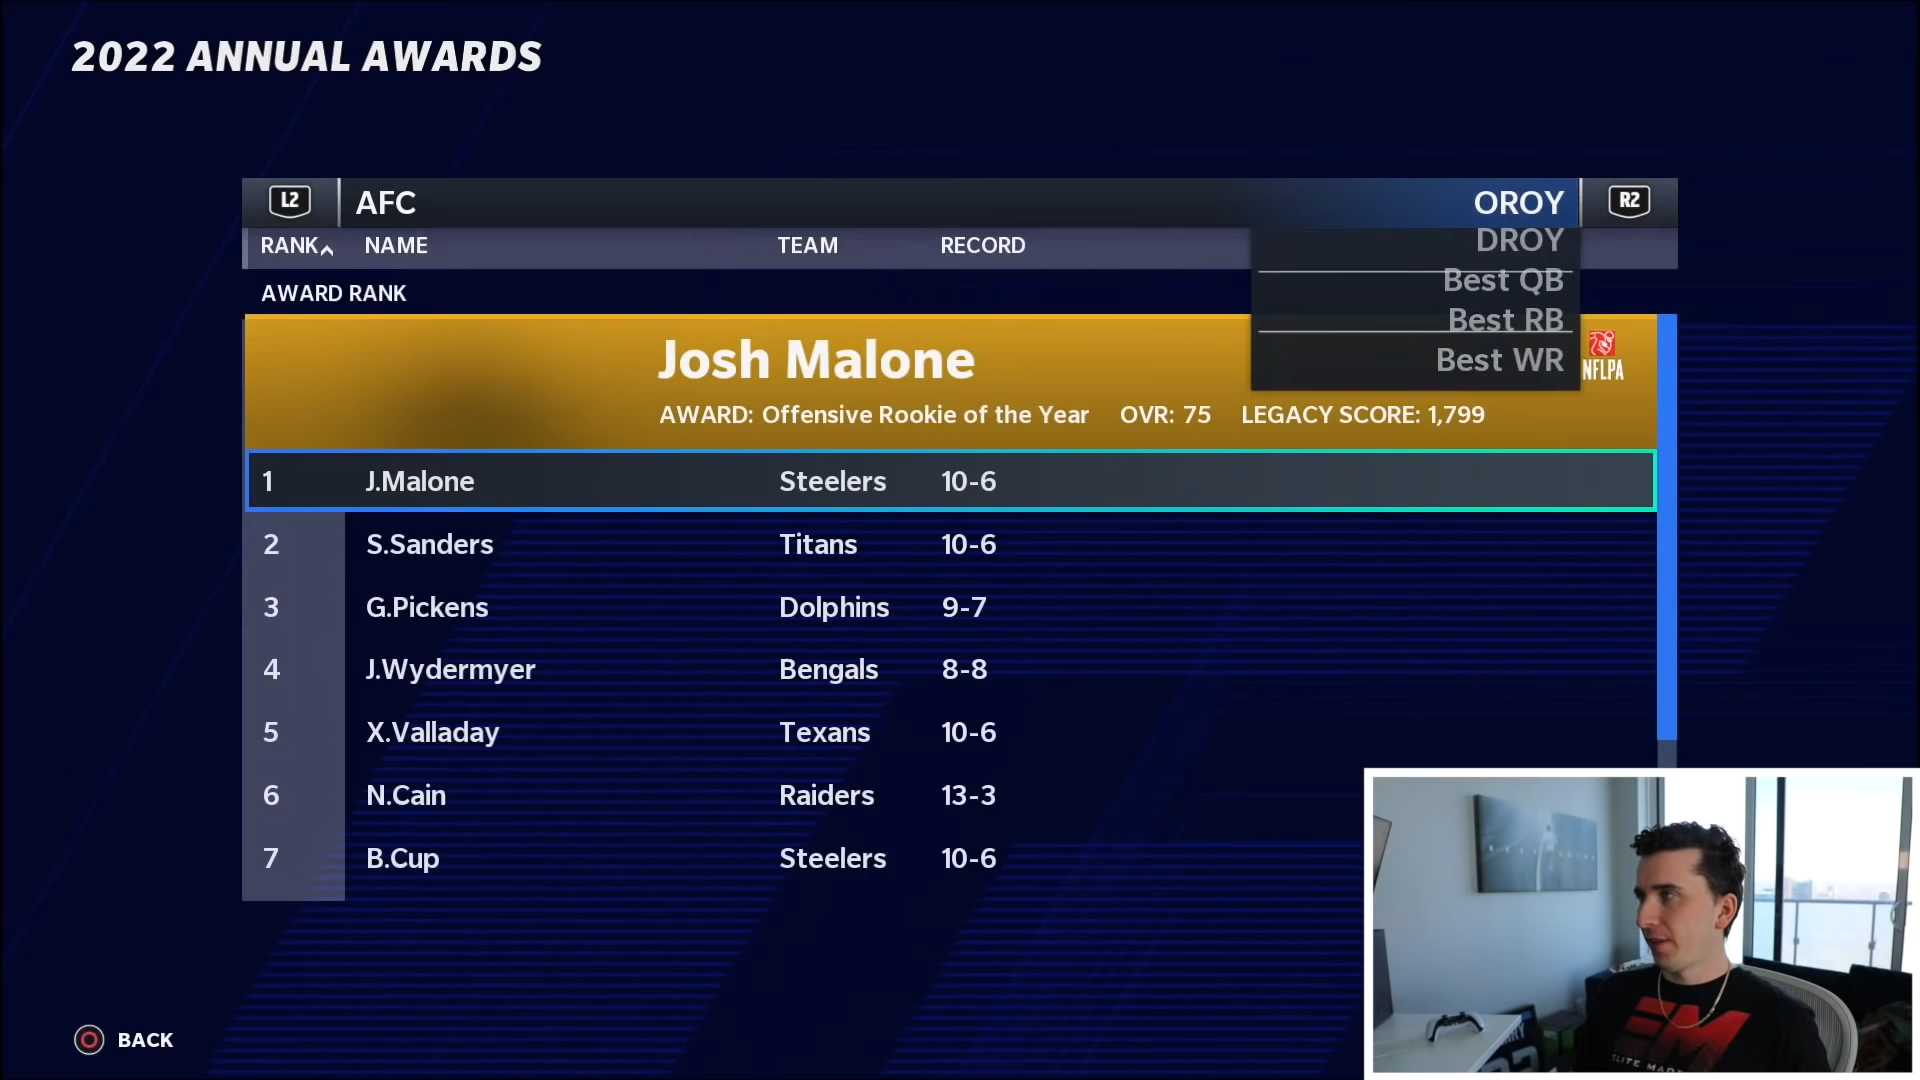 2022 ANNUAL AWARDS
L2 AFC OROY R2
RANK NAME TEAM RECORD DROY
AWARD RANK Best QB
Best RB
Josh Malone Best WR NFLPA
AWARD: Offensive Rookie of the Year OVR: 75 LEGACY SCORE: 1,799
1 J.Malone Steelers 10-6
2 S.Sanders Titans 10-6
3 G.Pickens Dolphins 9-7
4 J.Wydermyer Bengals 8-8
5 X.Valladay Texans 10-6
6 N.Cain Raiders 13-3
7 B.Cup Steelers 10-6
EM
BACK